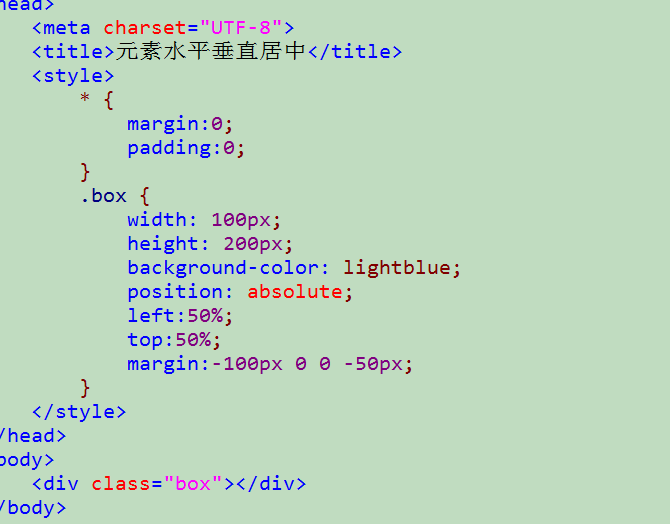 head>
<meta charset="UTF-8">
<title>元素水平垂直居中</title>
<style>
* {
margin:0;
padding:0;
}
.box {
width: 100px;
height: 200px;
background-color: lightblue;
position: absolute;
left:50%;
top:50%;
margin:-100px 0 0 -50px;
}
</style>
/head>
body>
<div class="box"></div>
/body>